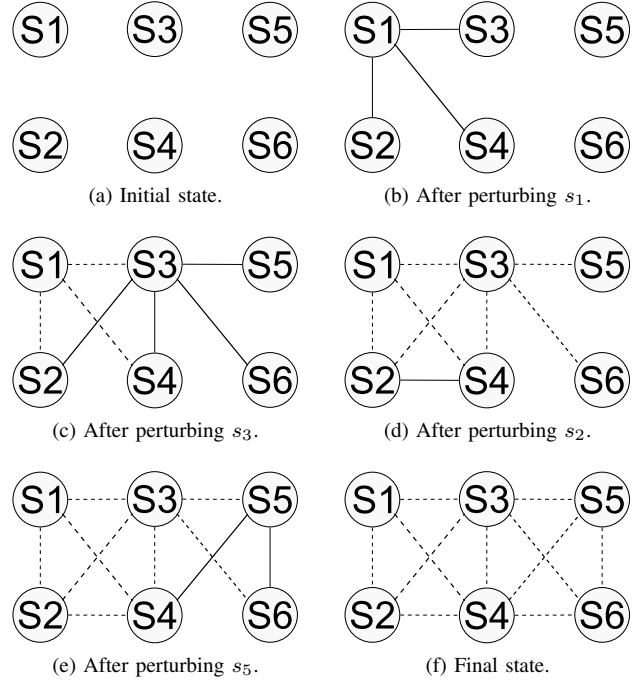 S1 S3 S5
S2 S4 S6
(a) Initial state.
S1 S3 S5
S2 S4 S6
(b) After perturbing s1.
S1 S3 S5
S2 S4 S6
(c) After perturbing s3.
S1 S3 S5
S2 S4 S6
(d) After perturbing s2.
S1 S3 S5
S2 S4 S6
(e) After perturbing s5.
S1 S3 S5
S2 S4 S6
(f) Final state.